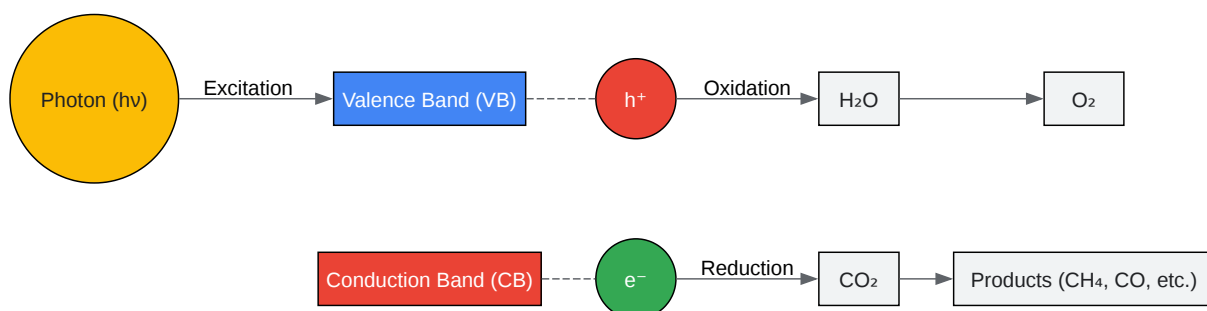 Photon (hν)
Excitation
Valence Band (VB)
h⁺
Oxidation
H₂O
O₂
Conduction Band (CB)
e⁻
Reduction
CO₂
Products (CH₄, CO, etc.)